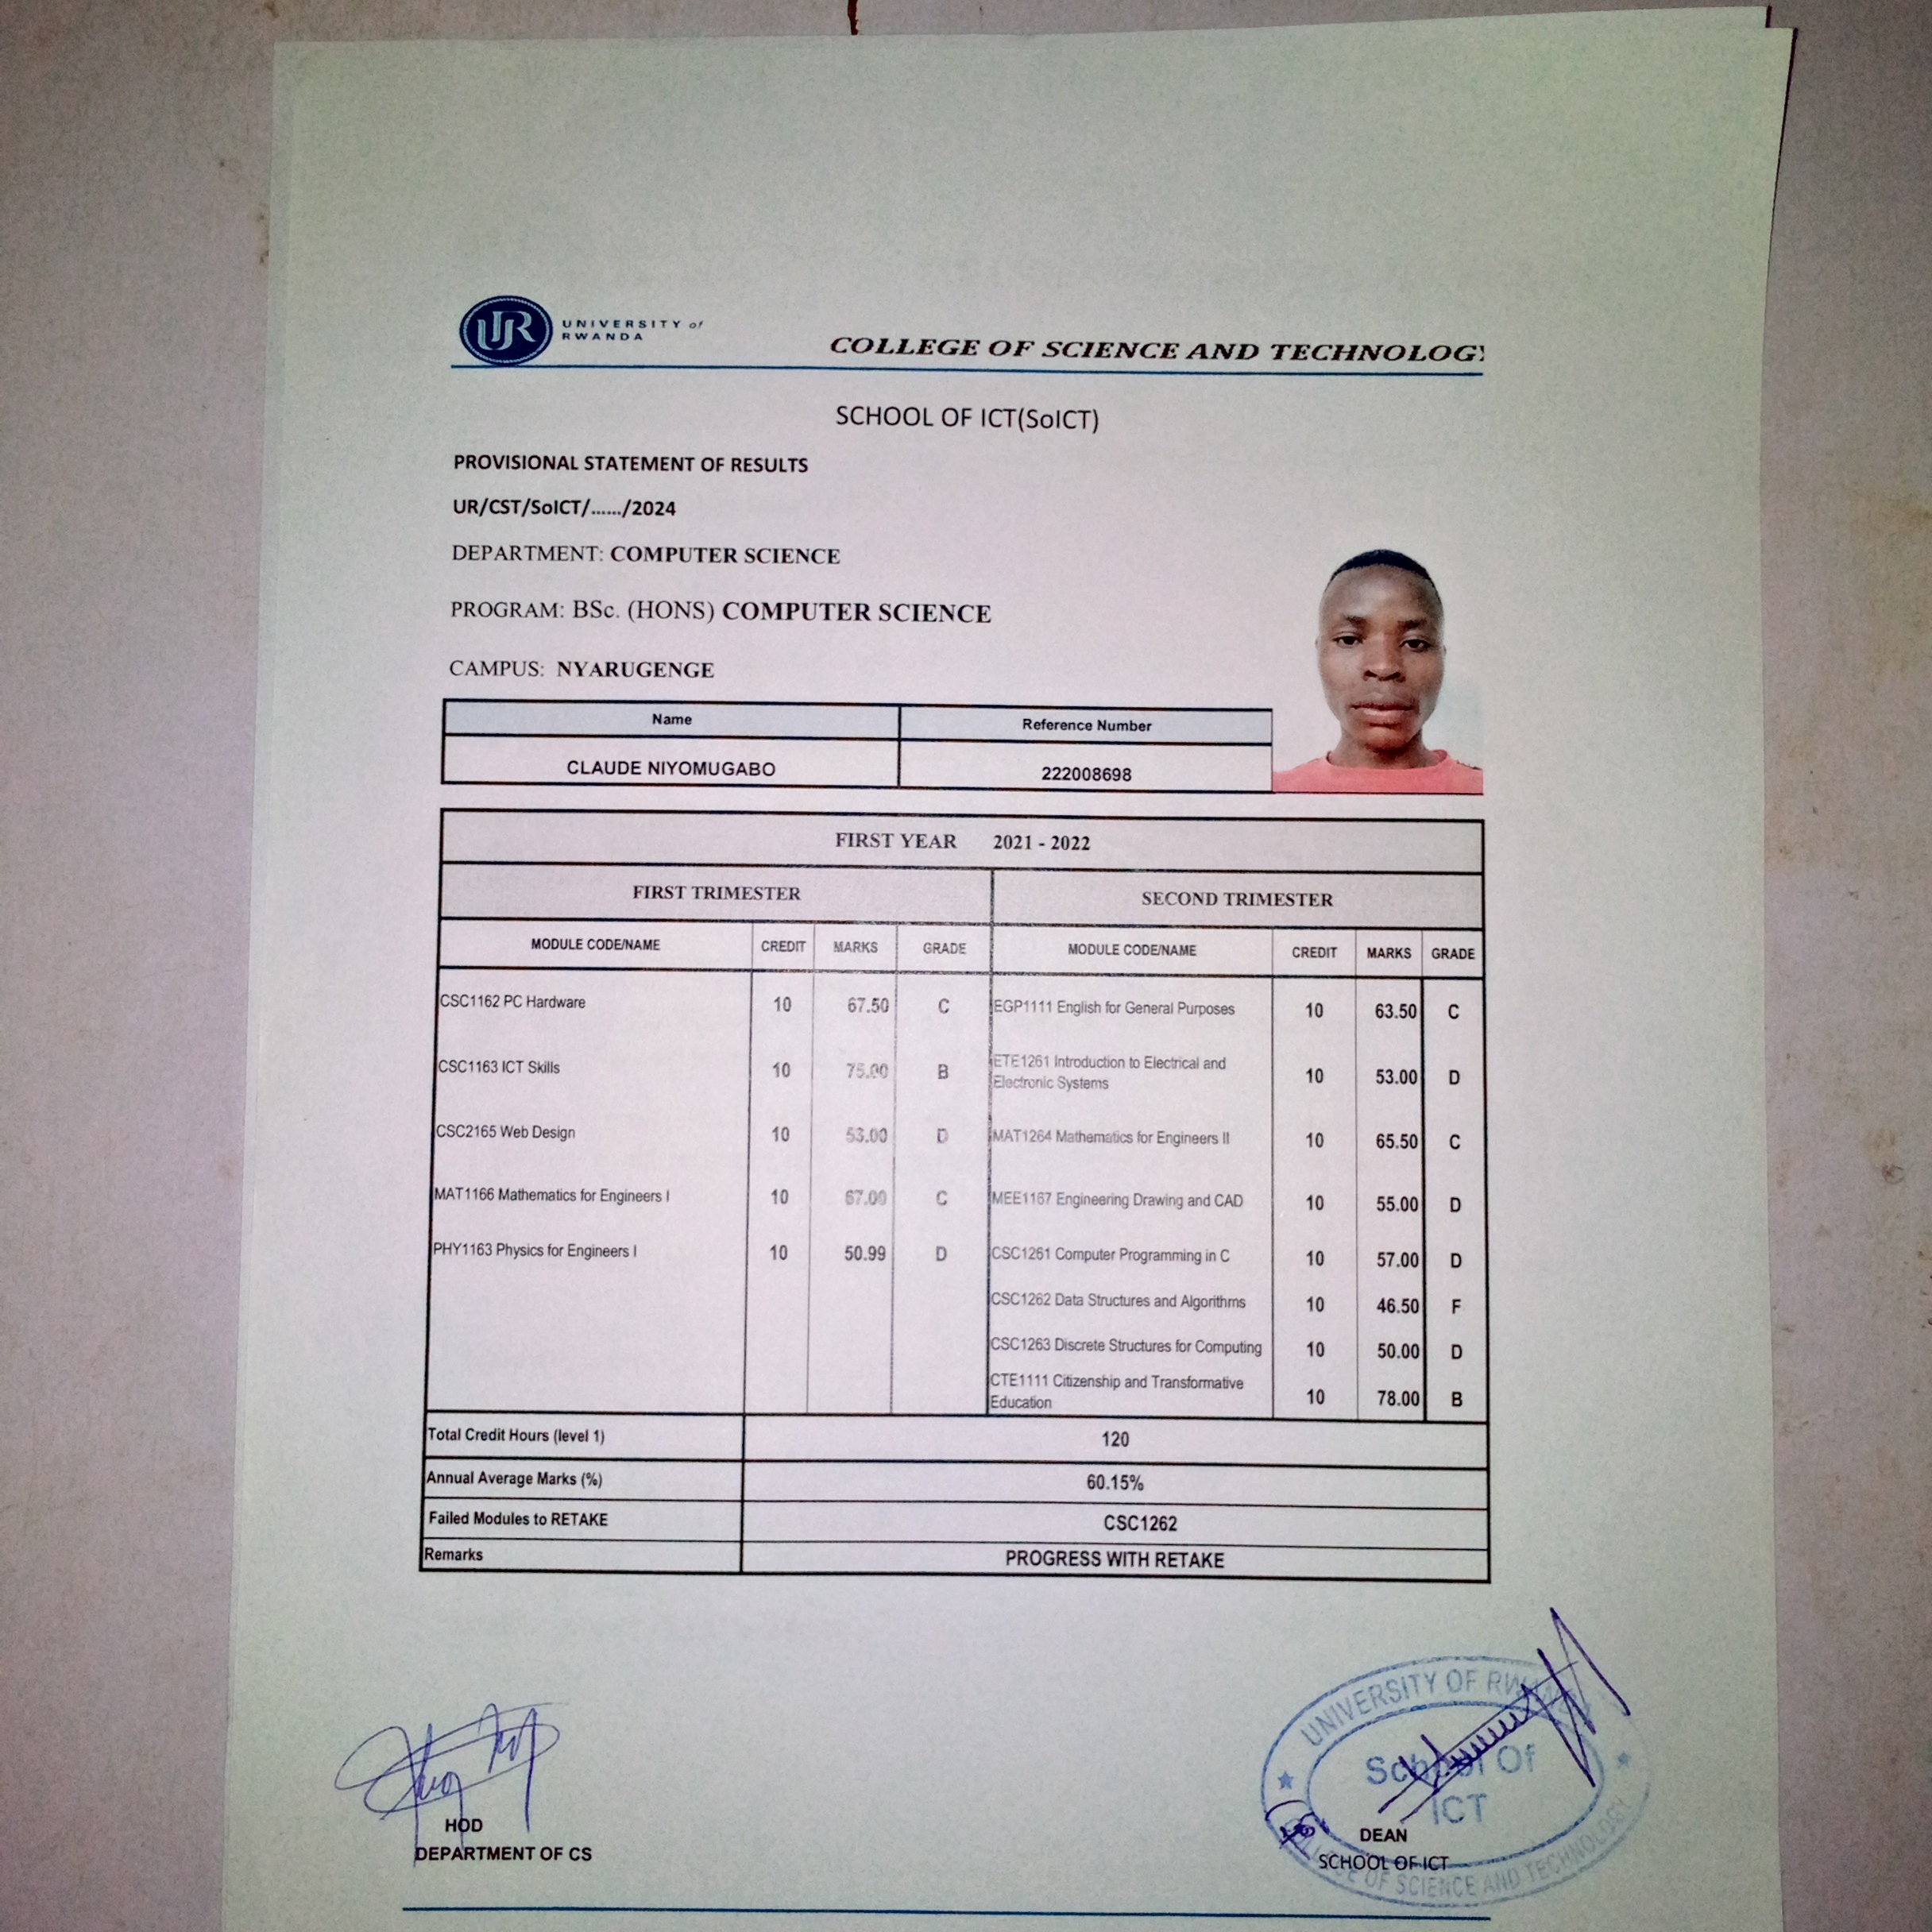 UNIVERSITY of
RWANDA
COLLEGE OF SCIENCE AND TECHNOLOGY
SCHOOL OF ICT(SoICT)
PROVISIONAL STATEMENT OF RESULTS
UR/CST/SoICT/....../2024
DEPARTMENT: COMPUTER SCIENCE
PROGRAM: BSc. (HONS) COMPUTER SCIENCE
CAMPUS: NYARUGENGE
Name Reference Number
CLAUDE NIYOMUGABO 222008698
FIRST YEAR 2021 - 2022
FIRST TRIMESTER SECOND TRIMESTER
MODULE CODE/NAME CREDIT MARKS GRADE MODULE CODE/NAME CREDIT MARKS GRADE
CSC1162 PC Hardware 10 67.50 C EGP1111 English for General Purposes 10 63.50 C
CSC1163 ICT Skills 10 75.00 B ETE1261 Introduction to Electrical and
Electronic Systems 10 53.00 D
CSC2165 Web Design 10 53.00 D MAT1264 Mathematics for Engineers II 10 65.50 C
MAT1166 Mathematics for Engineers I 10 67.00 C MEE1167 Engineering Drawing and CAD 10 55.00 D
PHY1163 Physics for Engineers I 10 50.99 D CSC1261 Computer Programming in C 10 57.00 D
CSC1262 Data Structures and Algorithms 10 46.50 F
CSC1263 Discrete Structures for Computing 10 50.00 D
CTE1111 Citizenship and Transformative
Education 10 78.00 B
Total Credit Hours (level 1) 120
Annual Average Marks (%) 60.15%
Failed Modules to RETAKE CSC1262
Remarks PROGRESS WITH RETAKE
HOD
DEPARTMENT OF CS
UNIVERSITY OF RWANDA
School Of
ICT
COLLEGE OF SCIENCE AND TECHNOLOGY
DEAN
SCHOOL OF ICT